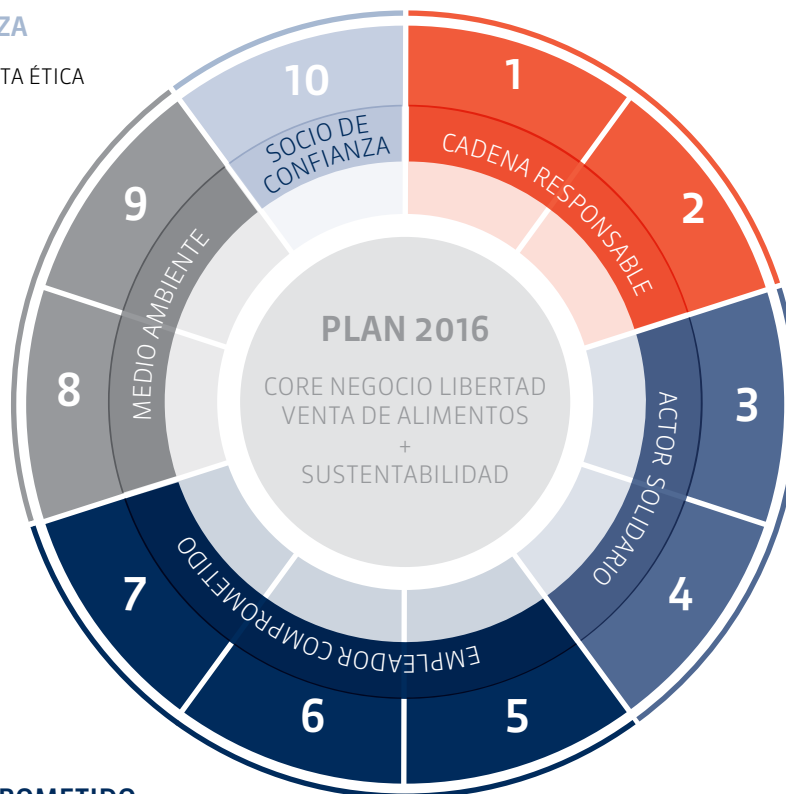 ZA
TA ÉTICA
10
SOCIO DE
CONFIANZA
1
CADENA RESPONSABLE
2
9
MEDIO AMBIENTE
8
PLAN 2016
CORE NEGOCIO LIBERTAD
VENTA DE ALIMENTOS
+
SUSTENTABILIDAD
3
ACTOR SOLIDARIO
4
7
EMPLEADOR COMPROMETIDO
6
5
PROMETIDO